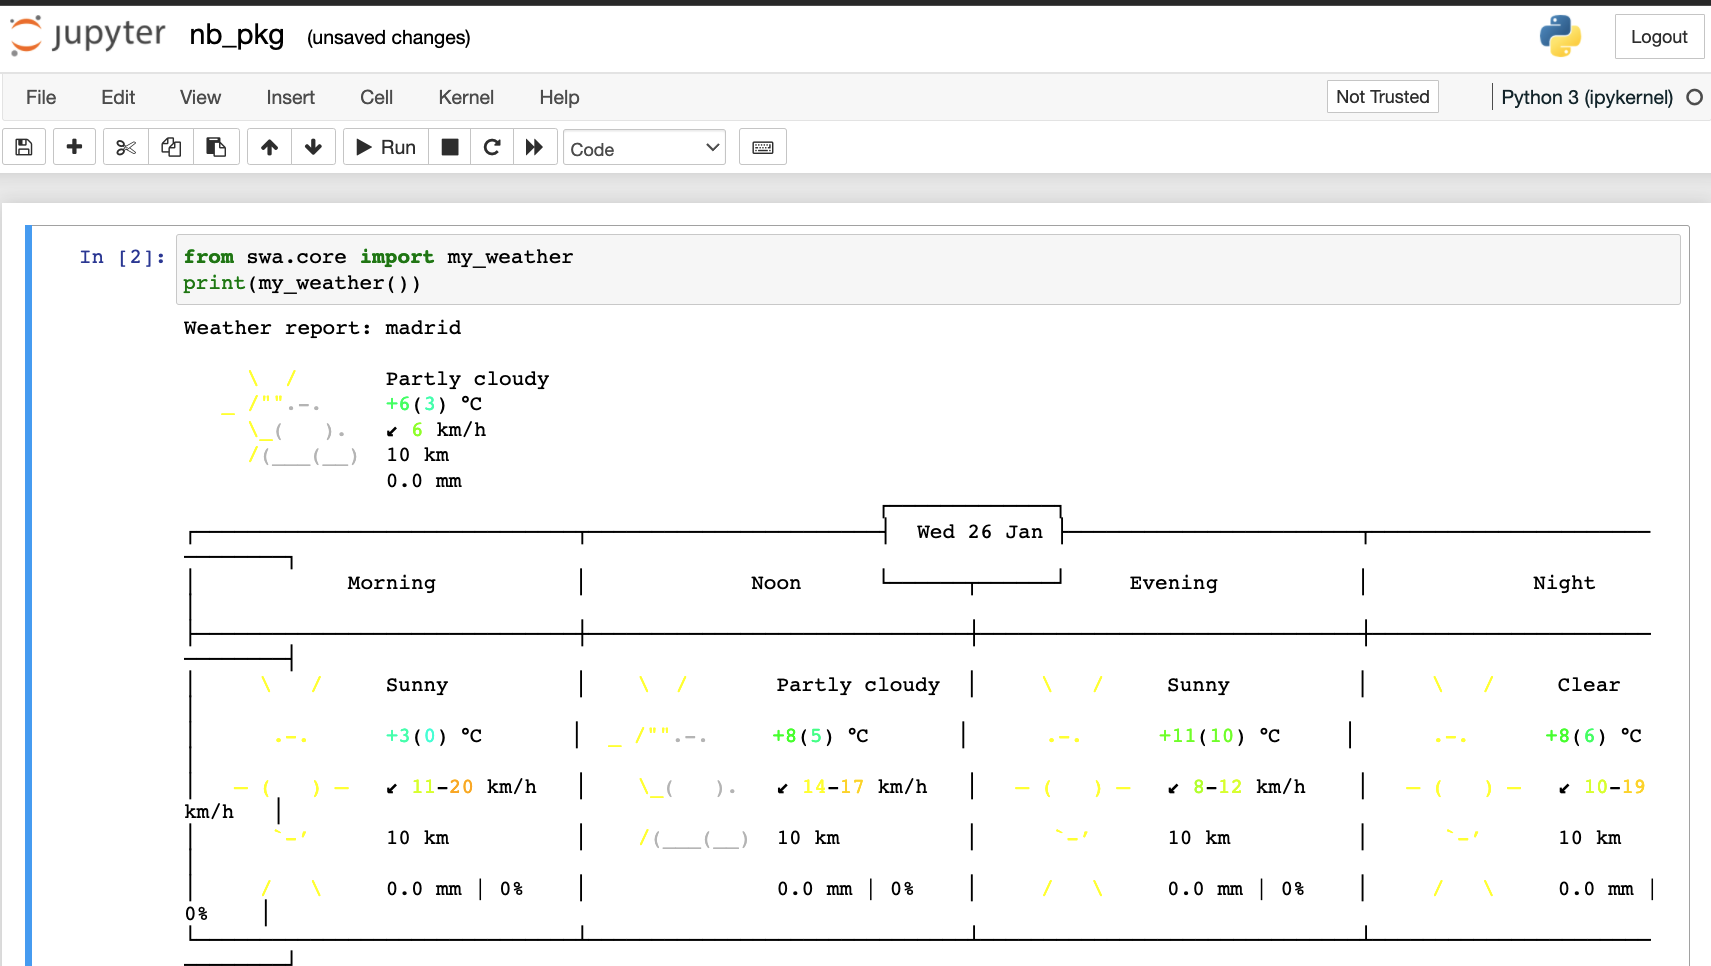 jupyter nb_pkg (unsaved changes) Logout
File Edit View Insert Cell Kernel Help Not Trusted Python 3 (ipykernel)
Run Code
In [2]: from swa.core import my_weather
print(my_weather())
Weather report: madrid
Partly cloudy
+6(3) °C
↙ 6 km/h
10 km
0.0 mm
Wed 26 Jan
Morning Noon Evening Night
Sunny Partly cloudy Sunny Clear
+3(0) °C +8(5) °C +11(10) °C +8(6) °C
↙ 11-20 km/h ↙ 14-17 km/h ↙ 8-12 km/h ↙ 10-19
km/h
10 km 10 km 10 km 10 km
0.0 mm | 0% 0.0 mm | 0% 0.0 mm | 0% 0.0 mm |
0%